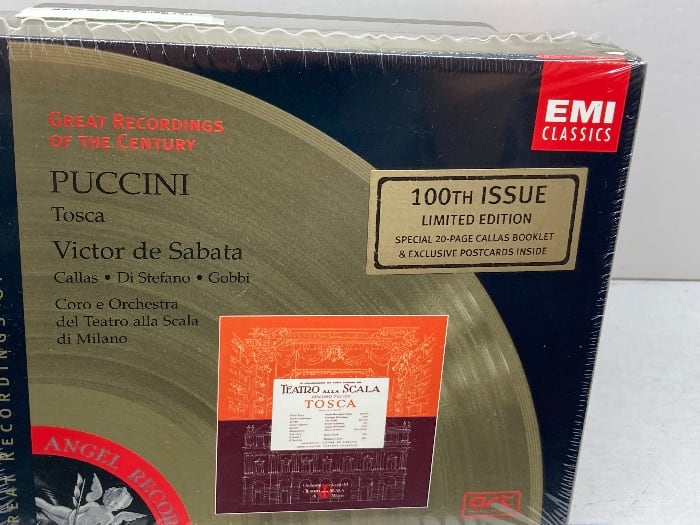 EMI
CLASSICS
GREAT RECORDINGS
OF THE CENTURY
PUCCINI
Tosca
Victor de Sabata
Callas • Di Stefano • Gobbi
Coro e Orchestra
del Teatro alla Scala
di Milano
100TH ISSUE
LIMITED EDITION
SPECIAL 20-PAGE CALLAS BOOKLET
& EXCLUSIVE POSTCARDS INSIDE
TEATRO ALLA SCALA
TOSCA
ANGEL RECOR
art